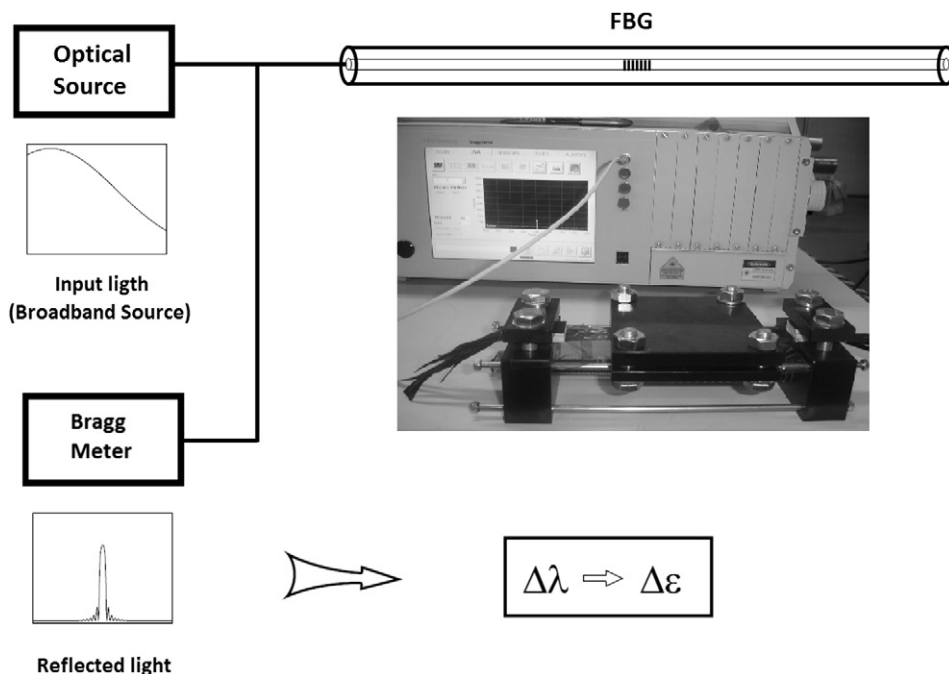 FBG
Optical
Source
Input ligth
(Broadband Source)
Bragg
Meter
Δλ ⇨ Δε
Reflected light